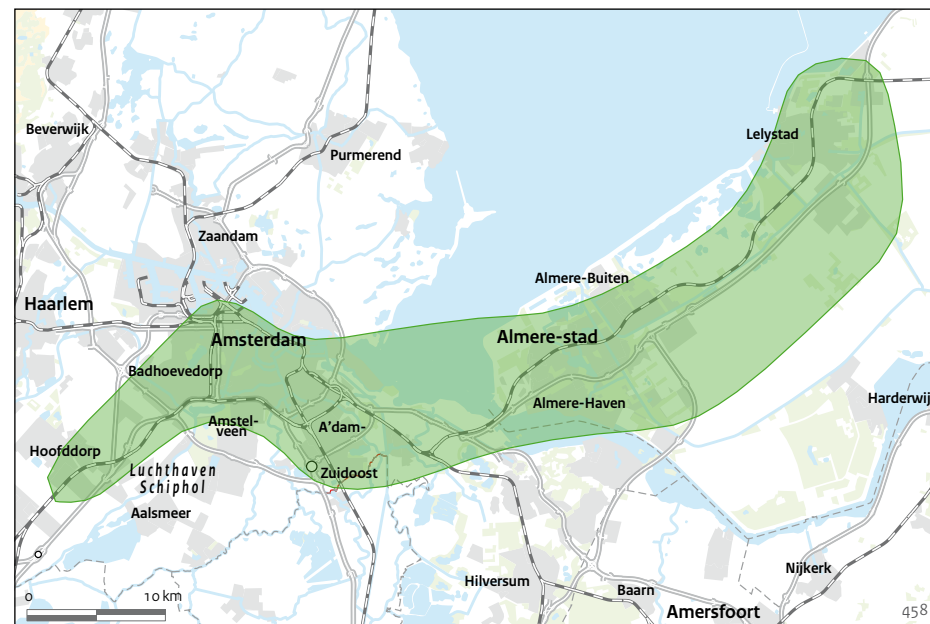 Beverwijk
Lelystad
Purmerend
Zaandam
Almere-Buiten
Haarlem
Amsterdam
Almere-stad
Badhoevedorp
Almere-Haven
Harderwij
Amstel-
veen
A'dam-
Zuidoost
Hoofddorp
Luchthaven
Schiphol
Aalsmeer
Hilversum
Nijkerk
Baarn
Amersfoort
0 10 km
458